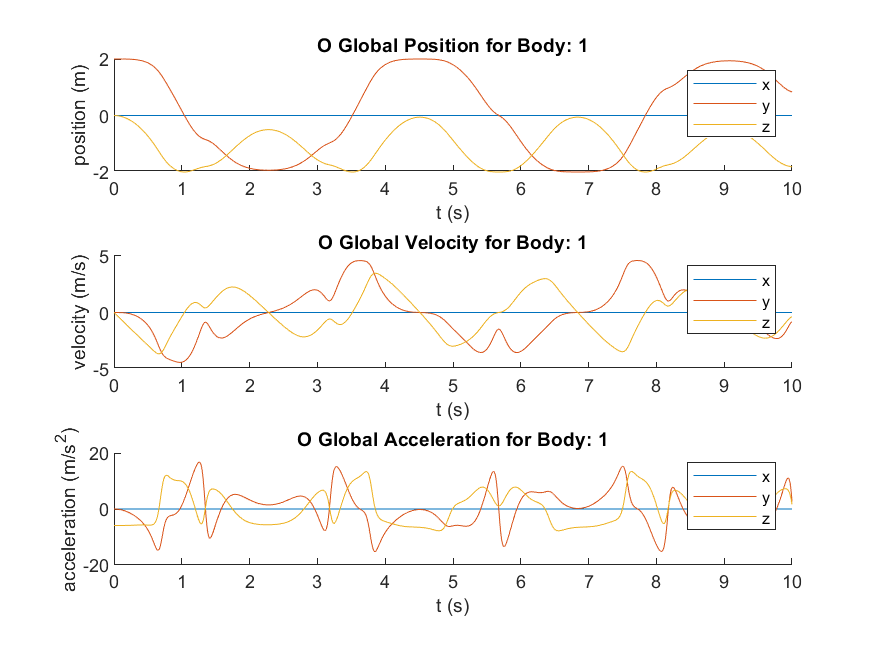 O Global Position for Body: 1
position (m)
2
0
-2
x
y
z
0 1 2 3 4 5 6 7 8 9 10
t (s)
O Global Velocity for Body: 1
velocity (m/s)
5
0
-5
x
y
z
0 1 2 3 4 5 6 7 8 9 10
t (s)
O Global Acceleration for Body: 1
acceleration (m/s²)
20
0
-20
x
y
z
0 1 2 3 4 5 6 7 8 9 10
t (s)